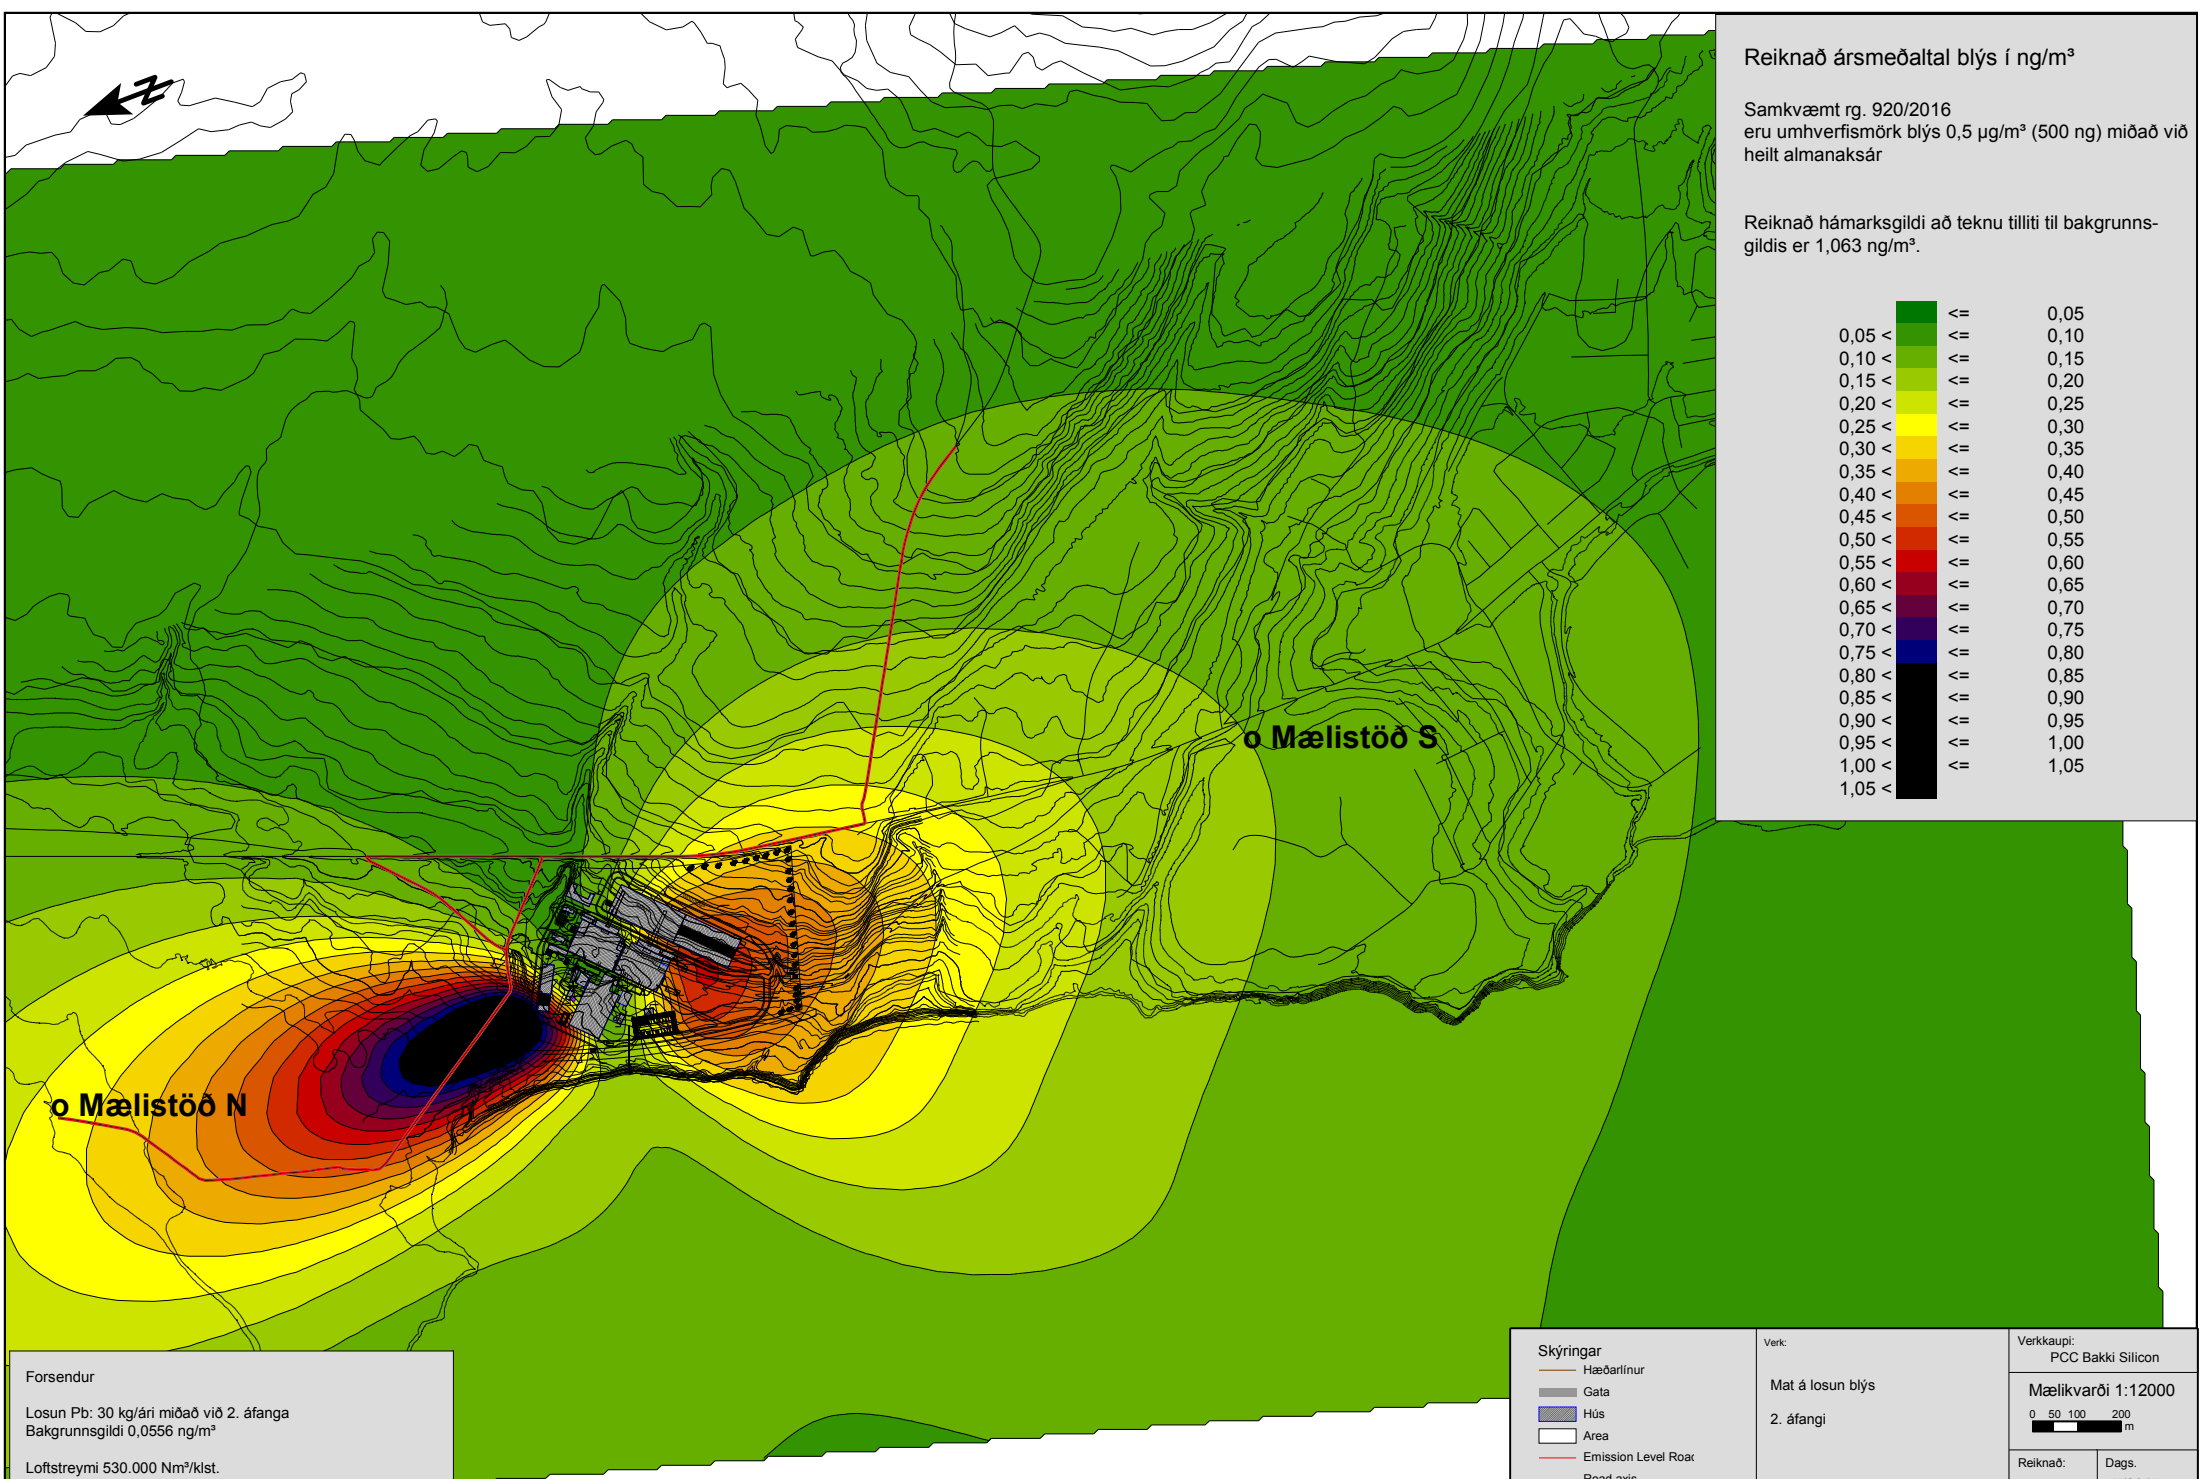 Reiknað ársmeðaltal blýs í ng/m³
Samkvæmt rg. 920/2016
eru umhverfismörk blýs 0,5 µg/m³ (500 ng) miðað við
heilt almanaksár
Reiknað hámarksgildi að teknu tilliti til bakgrunns-
gildis er 1,063 ng/m³.
<= 0,05
0,05 < <= 0,10
0,10 < <= 0,15
0,15 < <= 0,20
0,20 < <= 0,25
0,25 < <= 0,30
0,30 < <= 0,35
0,35 < <= 0,40
0,40 < <= 0,45
0,45 < <= 0,50
0,50 < <= 0,55
0,55 < <= 0,60
0,60 < <= 0,65
0,65 < <= 0,70
0,70 < <= 0,75
0,75 < <= 0,80
0,80 < <= 0,85
0,85 < <= 0,90
0,90 < <= 0,95
0,95 < <= 1,00
1,00 < <= 1,05
1,05 <
N
o Mælistöð S
o Mælistöð N
Forsendur
Losun Pb: 30 kg/ári miðað við 2. áfanga
Bakgrunnsgildi 0,0556 ng/m³
Loftstreymi 530.000 Nm³/klst.
Skýringar
Hæðarlínur
Gata
Hús
Area
Emission Level Road
Road axis
Verk:
Mat á losun blýs
2. áfangi
Verkkaupi:
PCC Bakki Silicon
Mælikvarði 1:12000
0 50 100 200
m
Reiknað:
Dags.